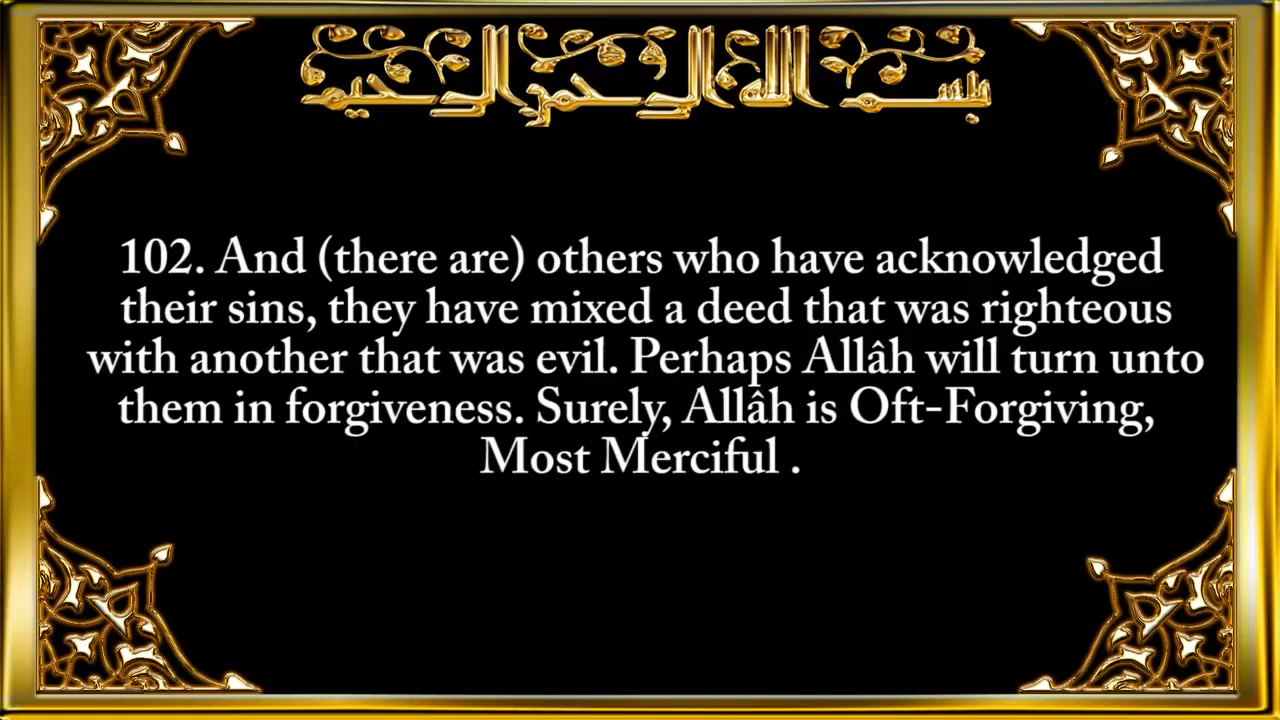 بسم الله الرحمن الرحيم
102. And (there are) others who have acknowledged
their sins, they have mixed a deed that was righteous
with another that was evil. Perhaps Allâh will turn unto
them in forgiveness. Surely, Allâh is Oft-Forgiving,
Most Merciful .